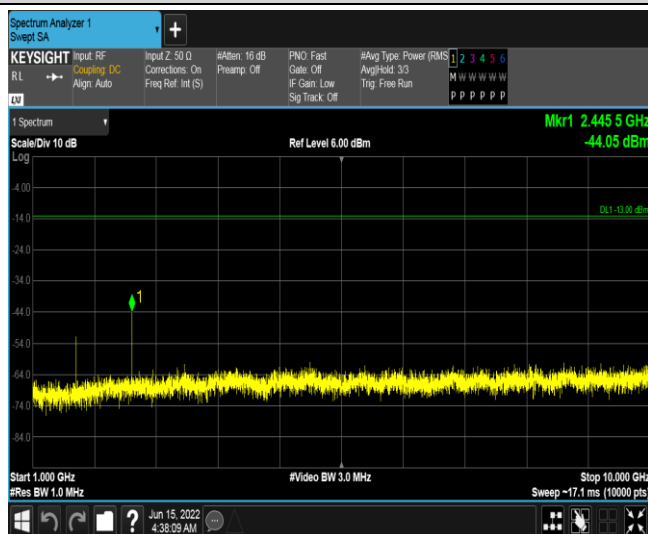 Spectrum Analyzer 1
Swept SA
+
KEYSIGHT Input: RF Input Z: 50 Ω #Atten: 16 dB PNO: Fast #Avg Type: Power (RMS 1 2 3 4 5 6
RL Coupling: DC Corrections: On Preamp: Off Gate: Off Avg|Hold: 3/3 M W W W W W
Align: Auto Freq Ref: Int (S) IF Gain: Low Trig: Free Run
LXI Sig Track: Off P P P P P P
1 Spectrum Mkr1 2.445 5 GHz
Scale/Div 10 dB Ref Level 6.00 dBm -44.05 dBm
Log
-4.00
DL1 -13.00 dBm
-14.0
-24.0
-34.0
1
-44.0
-54.0
-64.0
-74.0
-84.0
Start 1.000 GHz #Video BW 3.0 MHz Stop 10.000 GHz
#Res BW 1.0 MHz Sweep ~17.1 ms (10000 pts)
? Jun 15, 2022
4:38:09 AM